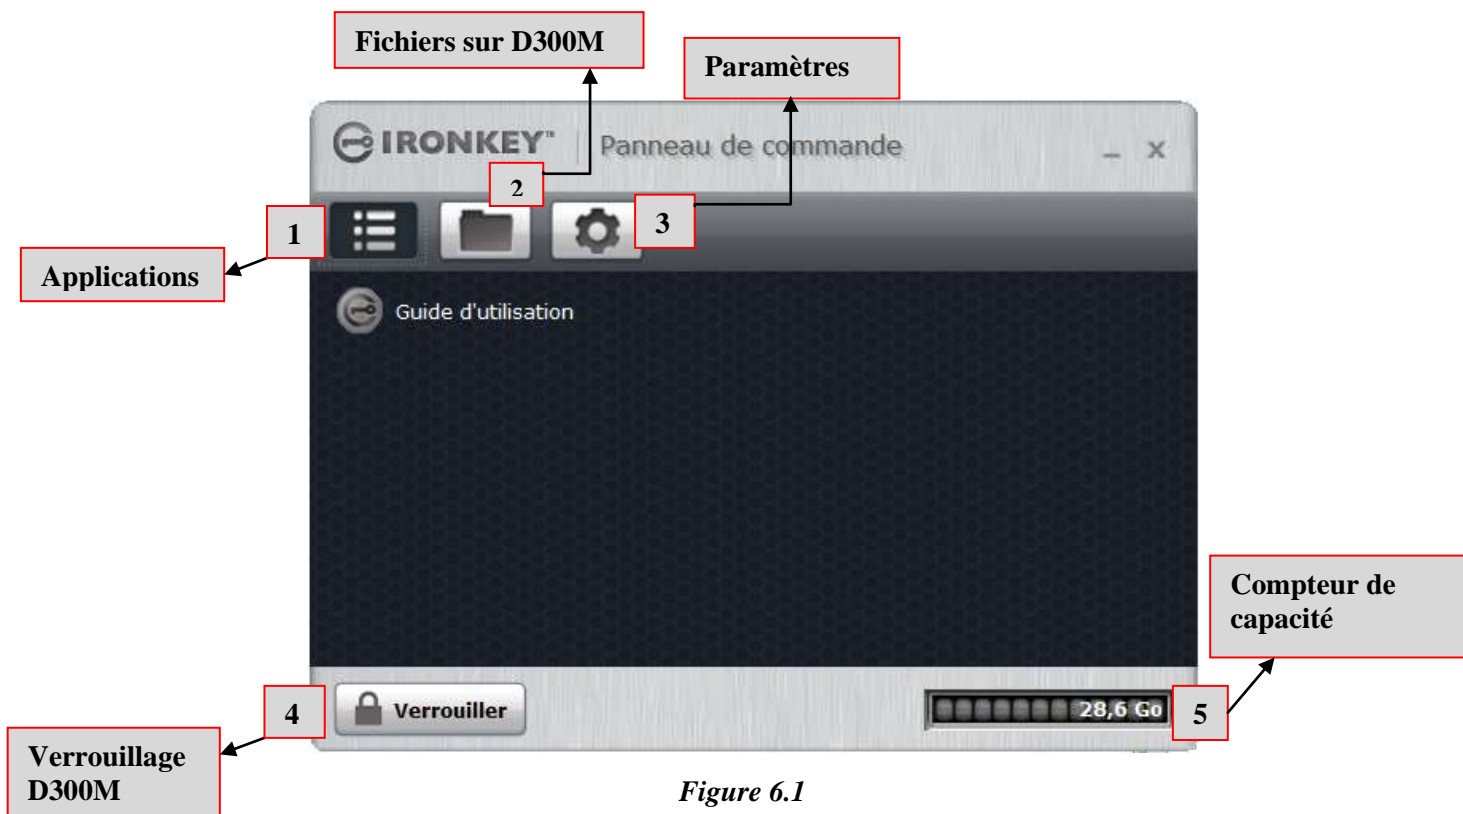 Fichiers sur D300M
Paramètres
IRONKEY™ Panneau de commande
2
1
3
Applications
Guide d'utilisation
Compteur de
capacité
4
Verrouiller
28,6 Go
5
Verrouillage
D300M
Figure 6.1